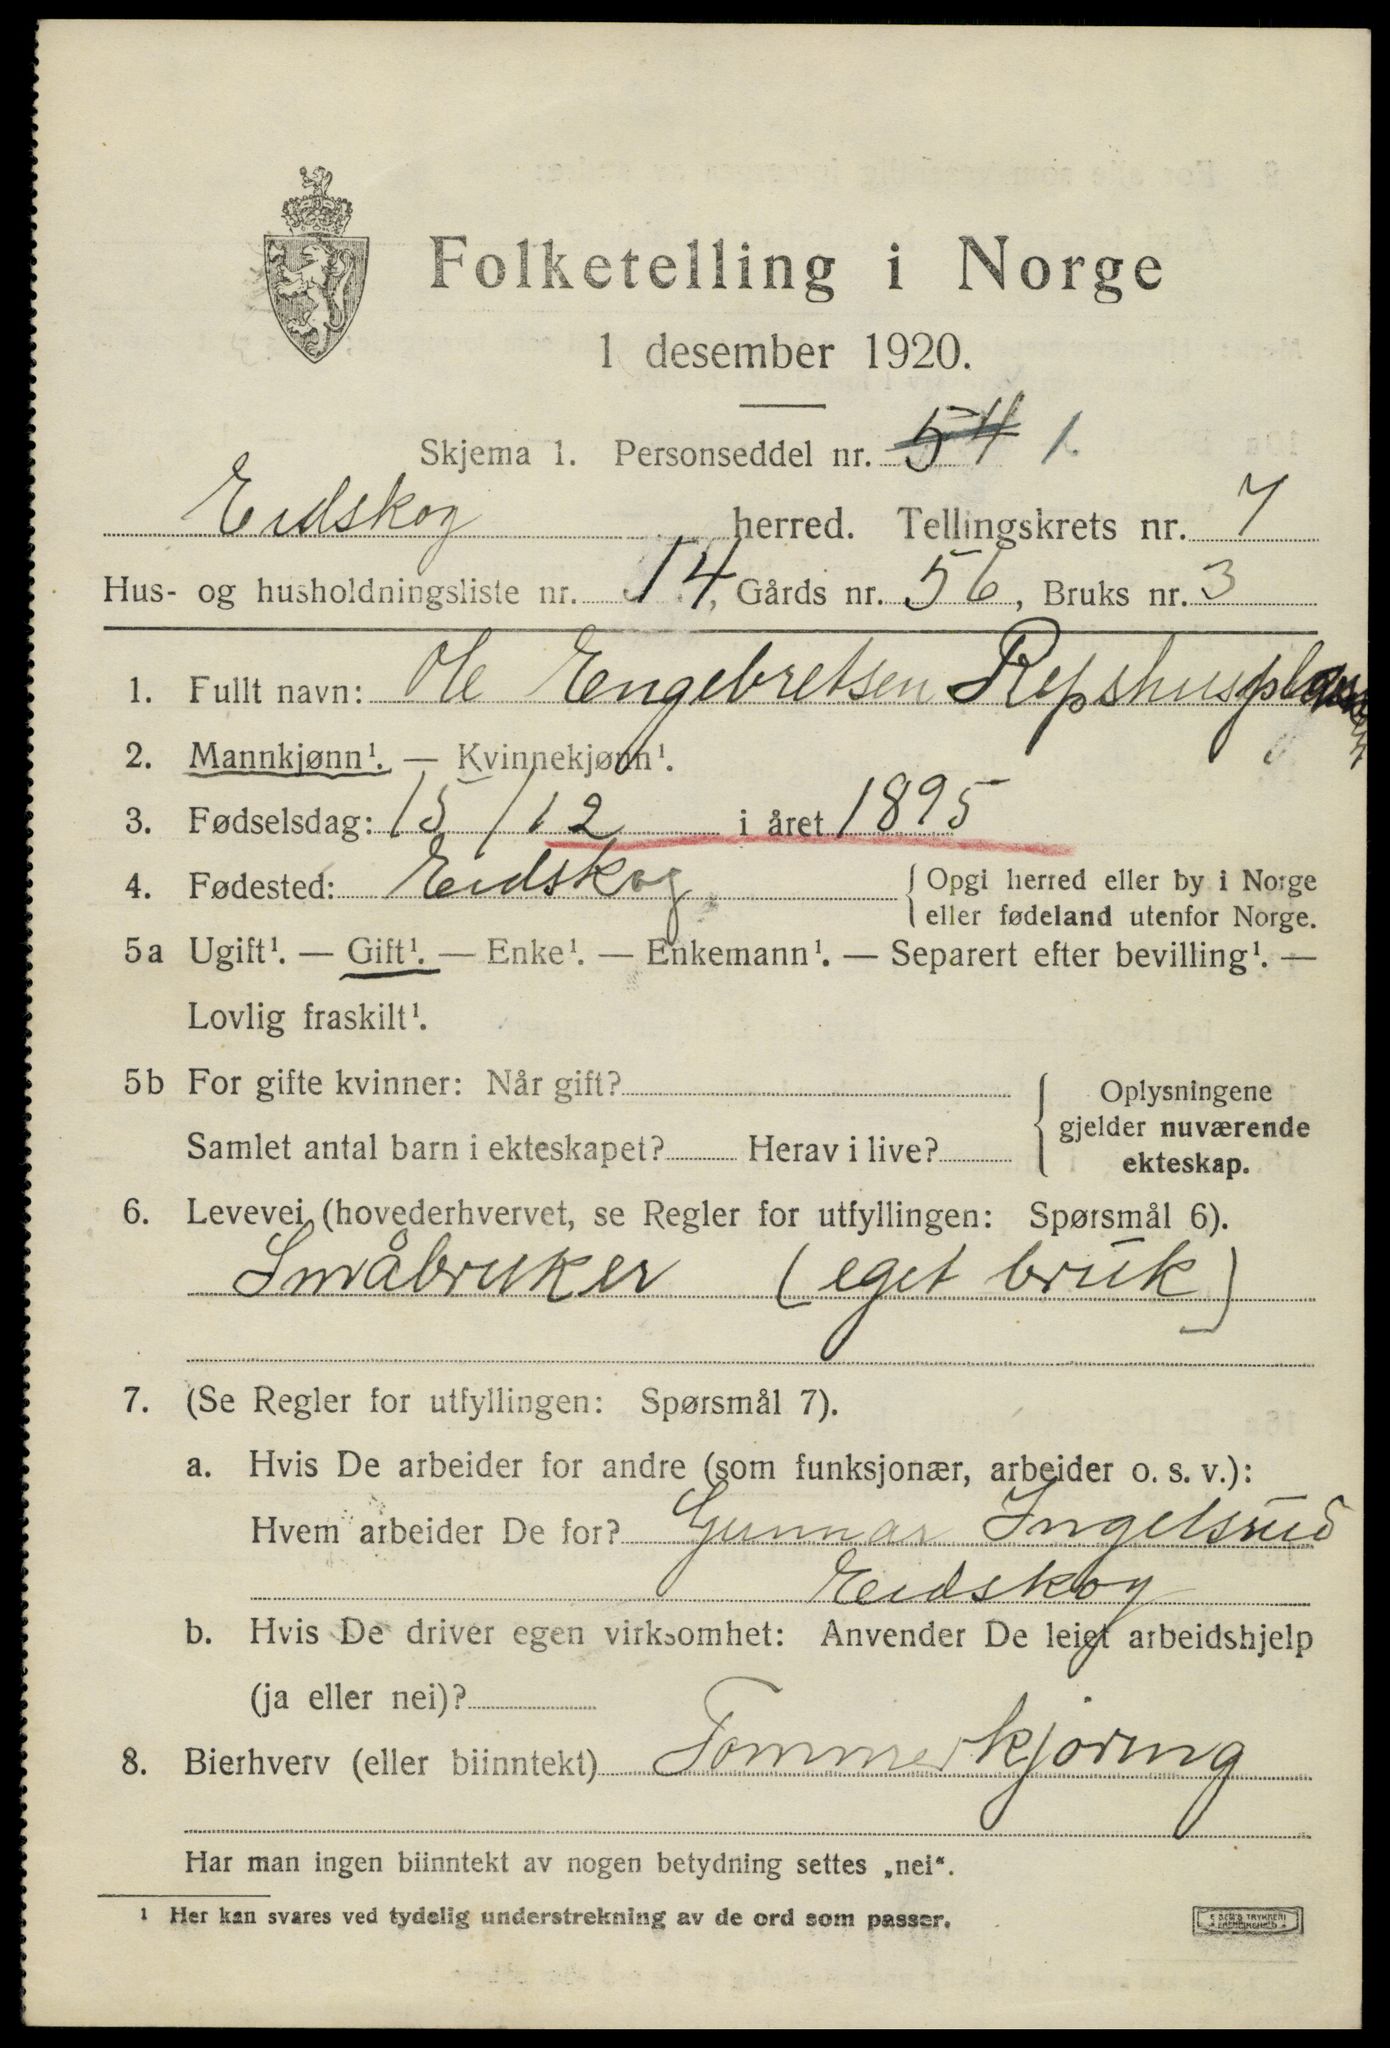 Folketelling i Norge
1 desember 1920.
Skjema 1. Personseddel nr. 54 1.
Eidskog herred. Tellingskrets nr. 7
Hus- og husholdningsliste nr. 14, Gårds nr. 56, Bruks nr. 3
1. Fullt navn: Ole Engebretsen Repshusplassen
2. Mannkjønn¹. — Kvinnekjønn¹.
3. Fødselsdag: 15/12 i året 1895
4. Fødested: Eidskog { Opgi herred eller by i Norge
eller fødeland utenfor Norge.
5a Ugift¹. — Gift¹. — Enke¹. — Enkemann¹. — Separert efter bevilling¹. —
Lovlig fraskilt¹.
5b For gifte kvinner: Når gift? { Oplysningene
gjelder nuværende
Samlet antal barn i ekteskapet? Herav i live?
ekteskap.
6. Levevei (hovederhvervet, se Regler for utfyllingen: Spørsmål 6).
Småbruker (eget bruk)
7. (Se Regler for utfyllingen: Spørsmål 7).
a. Hvis De arbeider for andre (som funksjonær, arbeider o. s. v.):
Hvem arbeider De for? Gunnar Ingelsrud
Eidskog
b. Hvis De driver egen virksomhet: Anvender De leiet arbeidshjelp
(ja eller nei)?
8. Bierhverv (eller biinntekt) Tommerkjøring
Har man ingen biinntekt av nogen betydning settes „nei“.
¹ Her kan svares ved tydelig understrekning av de ord som passer.